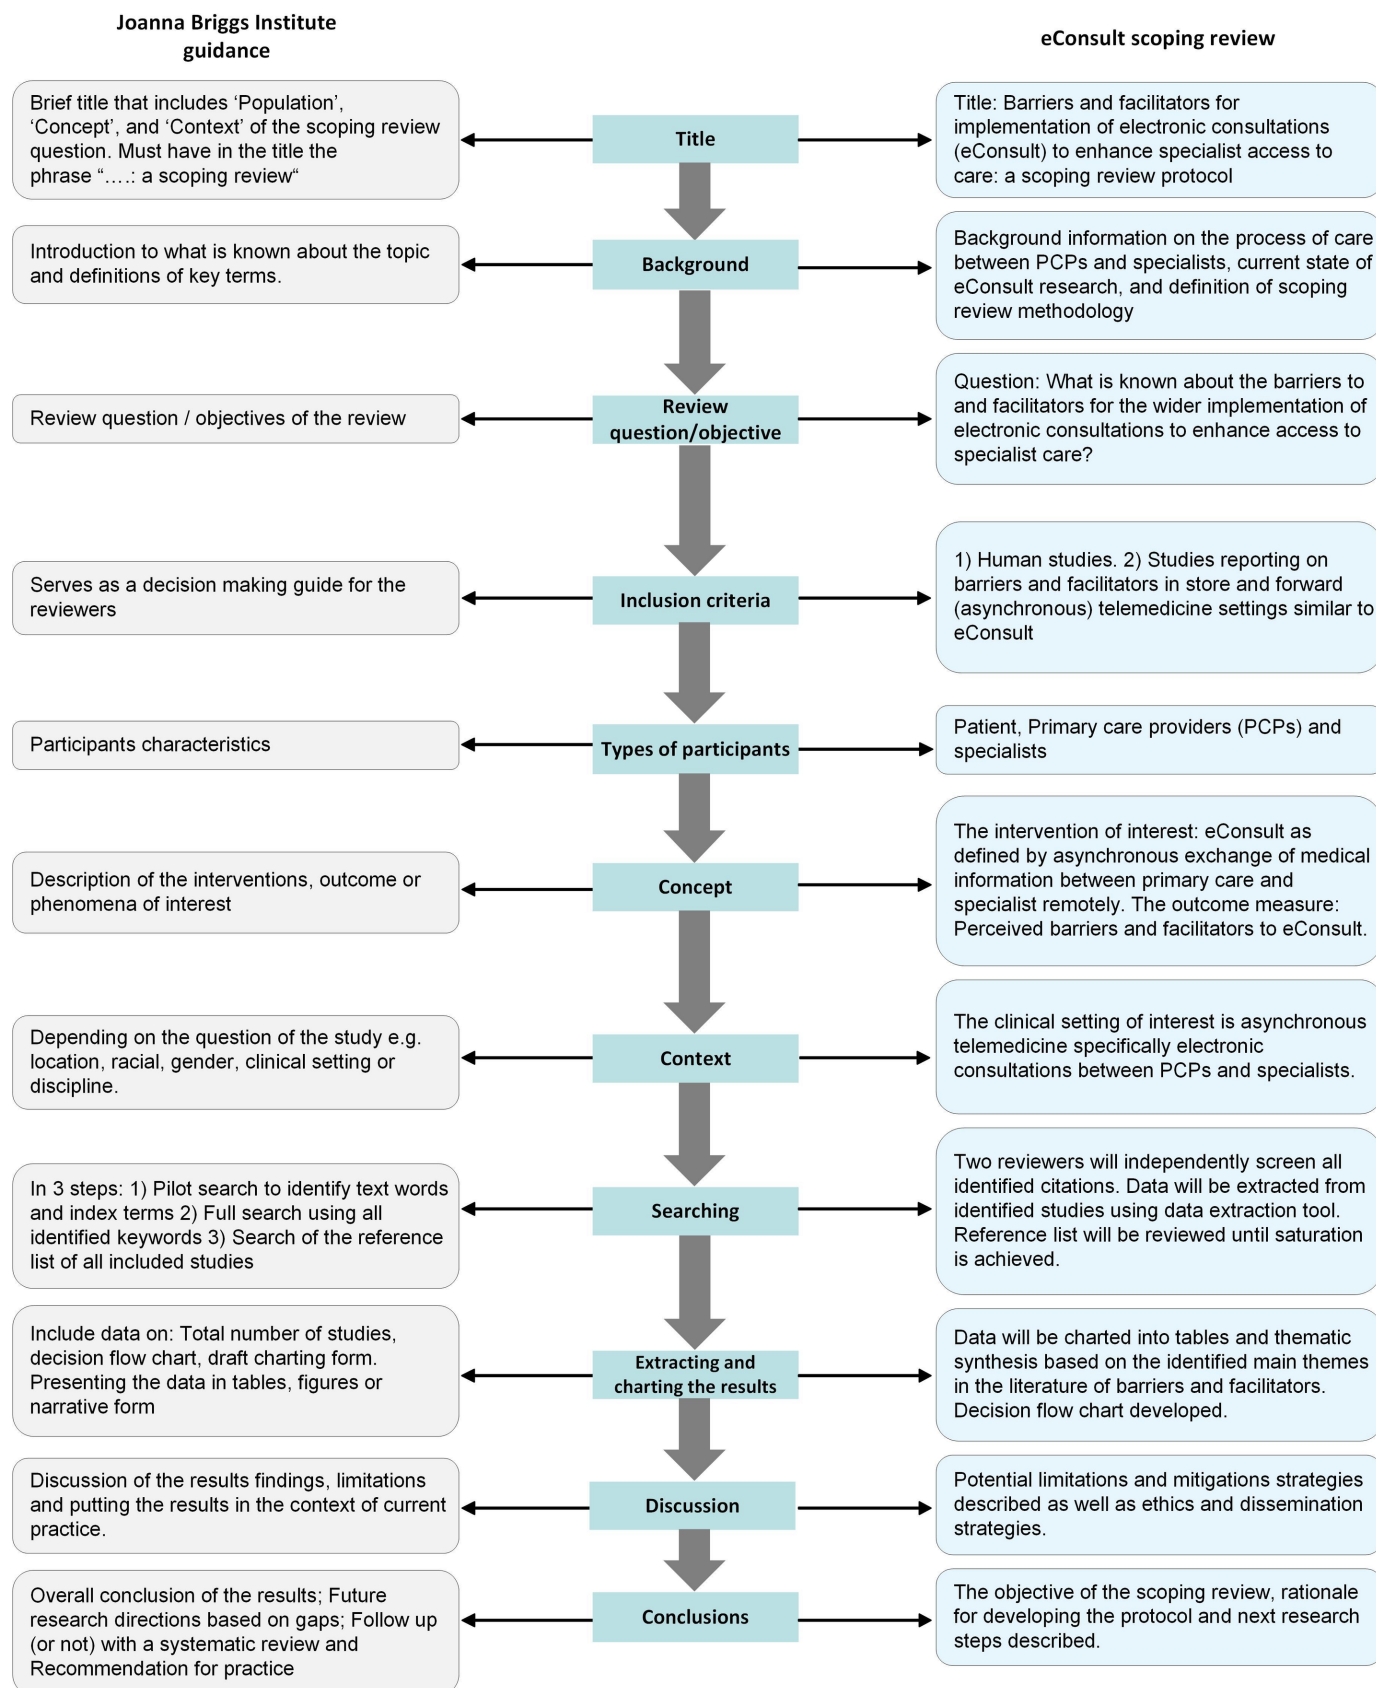 Joanna Briggs Institute
guidance
eConsult scoping review
Brief title that includes ‘Population’,
‘Concept’, and ‘Context’ of the scoping review
question. Must have in the title the
phrase “....: a scoping review“
Title
Title: Barriers and facilitators for
implementation of electronic consultations
(eConsult) to enhance specialist access to
care: a scoping review protocol
Introduction to what is known about the topic
and definitions of key terms.
Background
Background information on the process of care
between PCPs and specialists, current state of
eConsult research, and definition of scoping
review methodology
Review question / objectives of the review
Review
question/objective
Question: What is known about the barriers to
and facilitators for the wider implementation of
electronic consultations to enhance access to
specialist care?
Serves as a decision making guide for the
reviewers
Inclusion criteria
1) Human studies. 2) Studies reporting on
barriers and facilitators in store and forward
(asynchronous) telemedicine settings similar to
eConsult
Participants characteristics
Types of participants
Patient, Primary care providers (PCPs) and
specialists
Description of the interventions, outcome or
phenomena of interest
Concept
The intervention of interest: eConsult as
defined by asynchronous exchange of medical
information between primary care and
specialist remotely. The outcome measure:
Perceived barriers and facilitators to eConsult.
Depending on the question of the study e.g.
location, racial, gender, clinical setting or
discipline.
Context
The clinical setting of interest is asynchronous
telemedicine specifically electronic
consultations between PCPs and specialists.
In 3 steps: 1) Pilot search to identify text words
and index terms 2) Full search using all
identified keywords 3) Search of the reference
list of all included studies
Searching
Two reviewers will independently screen all
identified citations. Data will be extracted from
identified studies using data extraction tool.
Reference list will be reviewed until saturation
is achieved.
Include data on: Total number of studies,
decision flow chart, draft charting form.
Presenting the data in tables, figures or
narrative form
Extracting and
charting the results
Data will be charted into tables and thematic
synthesis based on the identified main themes
in the literature of barriers and facilitators.
Decision flow chart developed.
Discussion of the results findings, limitations
and putting the results in the context of current
practice.
Discussion
Potential limitations and mitigations strategies
described as well as ethics and dissemination
strategies.
Overall conclusion of the results; Future
research directions based on gaps; Follow up
(or not) with a systematic review and
Recommendation for practice
Conclusions
The objective of the scoping review, rationale
for developing the protocol and next research
steps described.